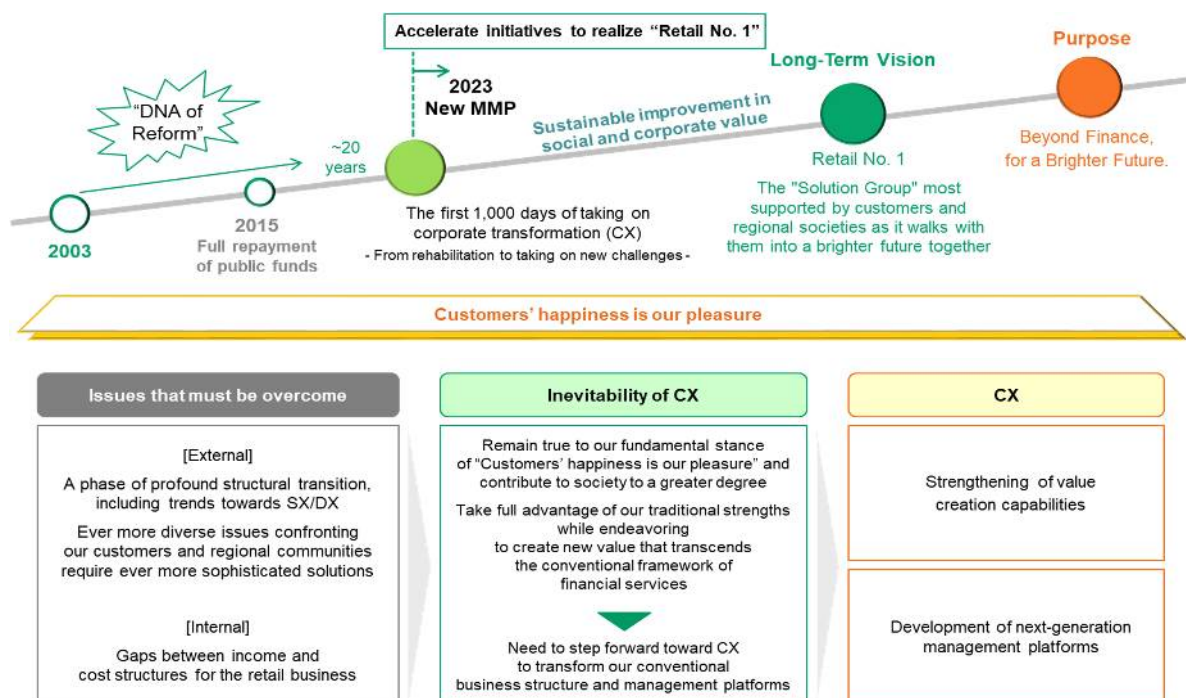 Accelerate initiatives to realize “Retail No. 1”
Purpose
Long-Term Vision
2023
New MMP
“DNA of
Reform”
Sustainable improvement in
social and corporate value
~20
years
Beyond Finance,
for a Brighter Future.
Retail No. 1
The "Solution Group" most
supported by customers and
regional societies as it walks with
them into a brighter future together
2003
2015
Full repayment
of public funds
The first 1,000 days of taking on
corporate transformation (CX)
- From rehabilitation to taking on new challenges -
Customers’ happiness is our pleasure
Issues that must be overcome
[External]
A phase of profound structural transition,
including trends towards SX/DX
Ever more diverse issues confronting
our customers and regional communities
require ever more sophisticated solutions
[Internal]
Gaps between income and
cost structures for the retail business
Inevitability of CX
Remain true to our fundamental stance
of “Customers’ happiness is our pleasure” and
contribute to society to a greater degree
Take full advantage of our traditional strengths
while endeavoring
to create new value that transcends
the conventional framework of
financial services
Need to step forward toward CX
to transform our conventional
business structure and management platforms
CX
Strengthening of value
creation capabilities
Development of next-generation
management platforms